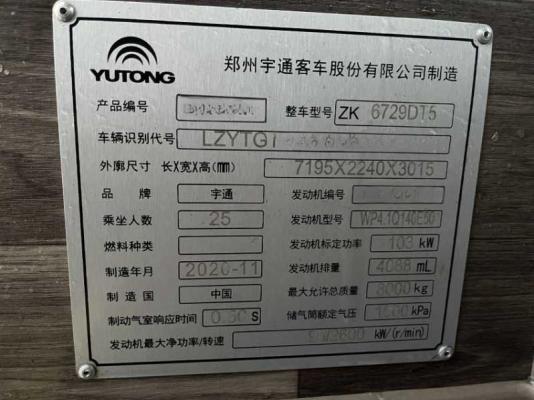 YUTONG
郑州宇通客车股份有限公司制造
产品编号 整车型号 ZK 6729DT5
车辆识别代号 LZYTGT
外廓尺寸 长X宽X高(mm) 7195X2240X3015
品牌 宇通 发动机编号
乘坐人数 25 发动机型号 WP4.1Q140E50
燃料种类 发动机标定功率 103 kW
制造年月 2020-11 发动机排量 4088 mL
制造国 中国 最大允许总质量 8000 kg
制动气室响应时间 S 储气筒额定气压 kPa
发动机最大净功率/转速 kW/(r/min)